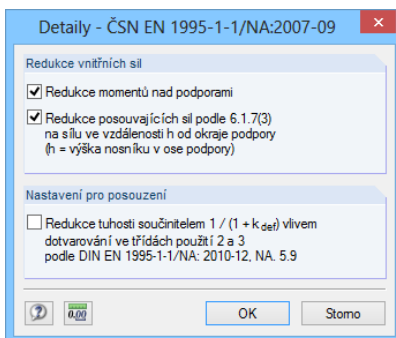 Detaily - ČSN EN 1995-1-1/NA:2007-09
Redukce vnitřních sil
Redukce momentů nad podporami
Redukce posouvajících sil podle 6.1.7(3)
na sílu ve vzdálenosti h od okraje podpory
(h = výška nosníku v ose podpory)
Nastavení pro posouzení
Redukce tuhosti součinitelem 1 / (1 + k def) vlivem
dotvarování ve třídách použití 2 a 3
podle DIN EN 1995-1-1/NA: 2010-12, NA. 5.9
0.00
OK
Storno